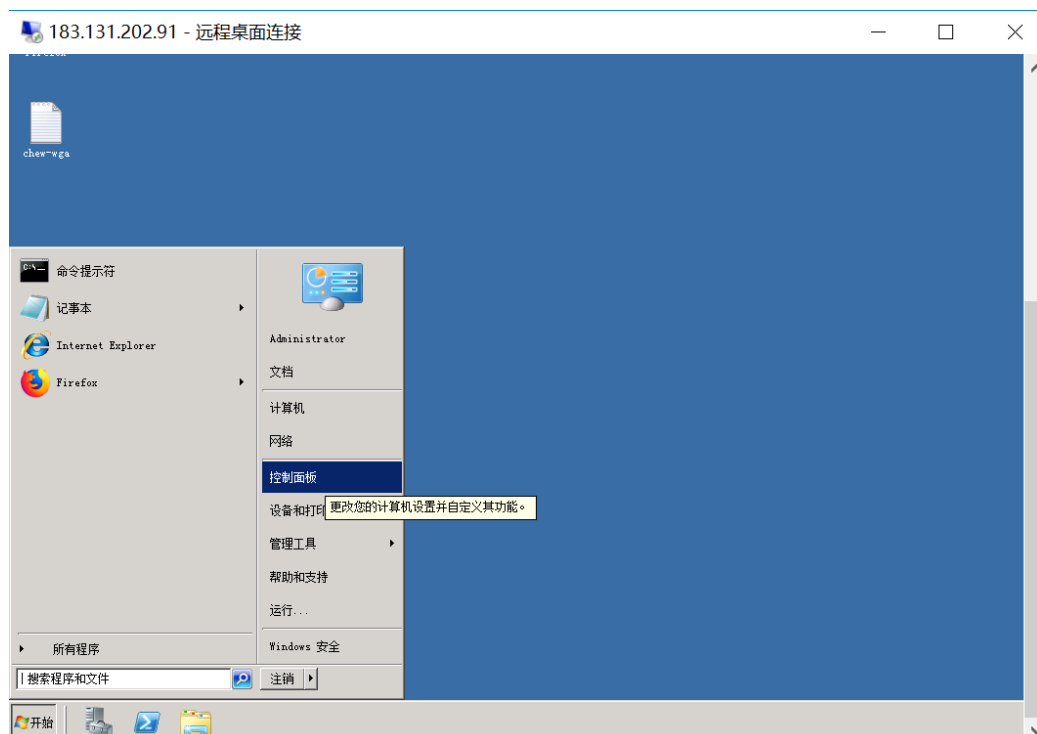 183.131.202.91 - 远程桌面连接
Firefox
chew-wga
命令提示符
记事本
Internet Explorer
Firefox
所有程序
搜索程序和文件
Administrator
文档
计算机
网络
控制面板
更改您的计算机设置并自定义其功能。
设备和打印
管理工具
帮助和支持
运行...
Windows 安全
注销
开始